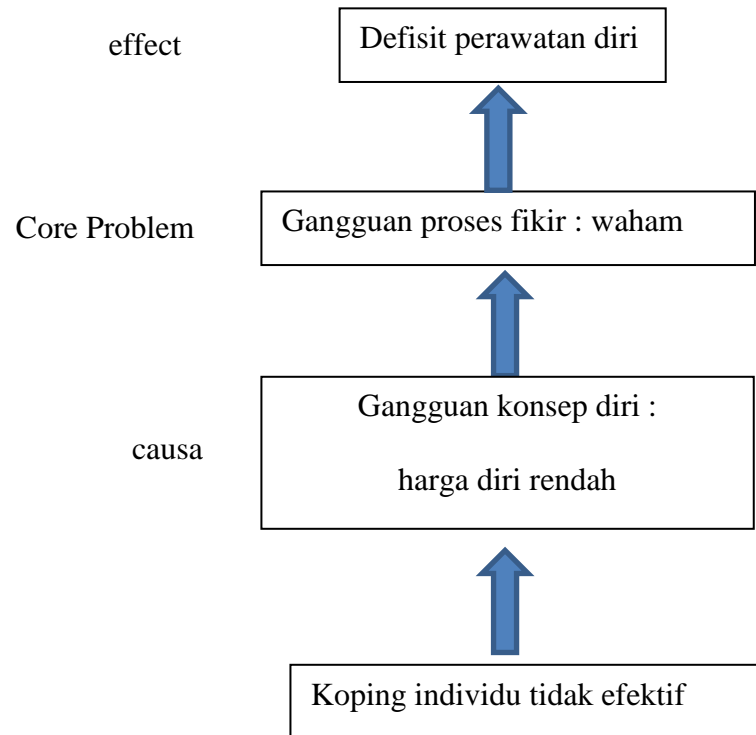 effect
Defisit perawatan diri
Core Problem
Gangguan proses fikir : waham
causa
Gangguan konsep diri :
harga diri rendah
Koping individu tidak efektif